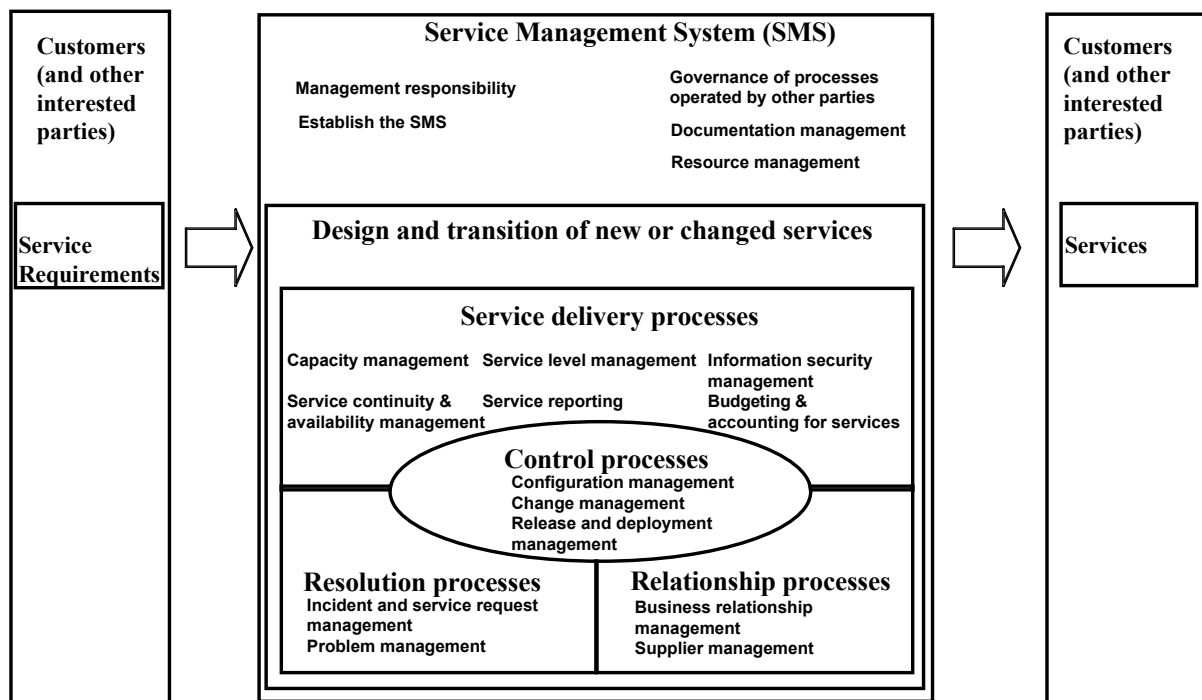 Customers
(and other
interested
parties)
Service
Requirements
Service Management System (SMS)
Management responsibility
Establish the SMS
Governance of processes
operated by other parties
Documentation management
Resource management
Design and transition of new or changed services
Service delivery processes
Capacity management
Service continuity &
availability management
Service level management
Service reporting
Information security
management
Budgeting &
accounting for services
Control processes
Configuration management
Change management
Release and deployment
management
Resolution processes
Incident and service request
management
Problem management
Relationship processes
Business relationship
management
Supplier management
Customers
(and other
interested
parties)
Services